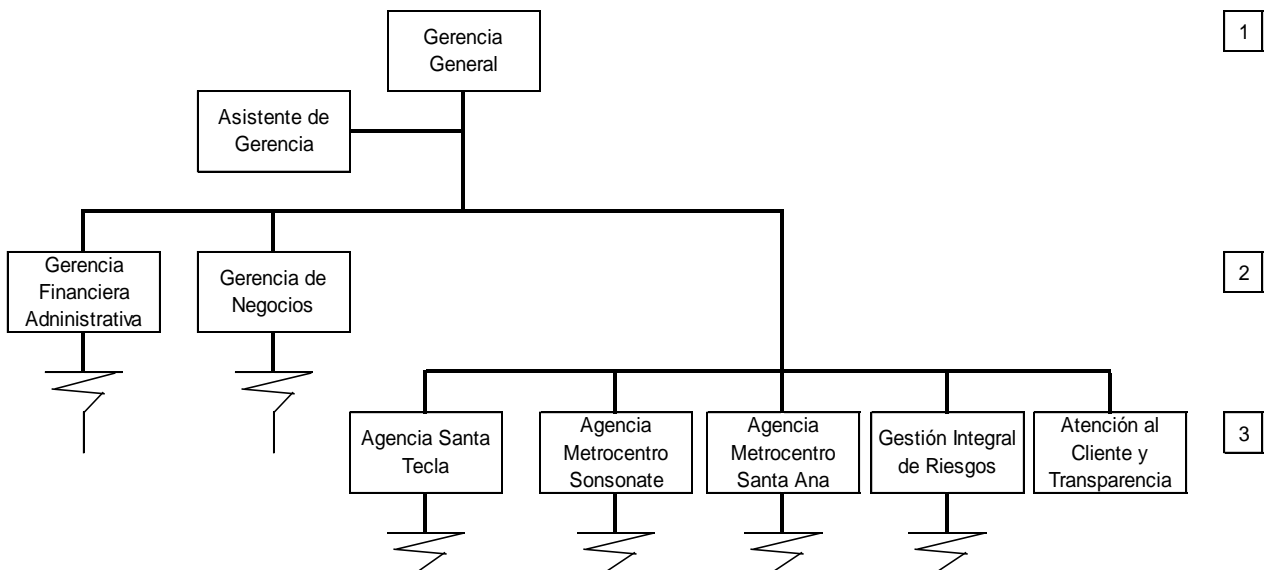 Gerencia
General
1
Asistente de
Gerencia
Gerencia
Financiera
Adninistrativa
Gerencia de
Negocios
2
Agencia Santa
Tecla
Agencia
Metrocentro
Sonsonate
Agencia
Metrocentro
Santa Ana
Gestión Integral
de Riesgos
Atención al
Cliente y
Transparencia
3